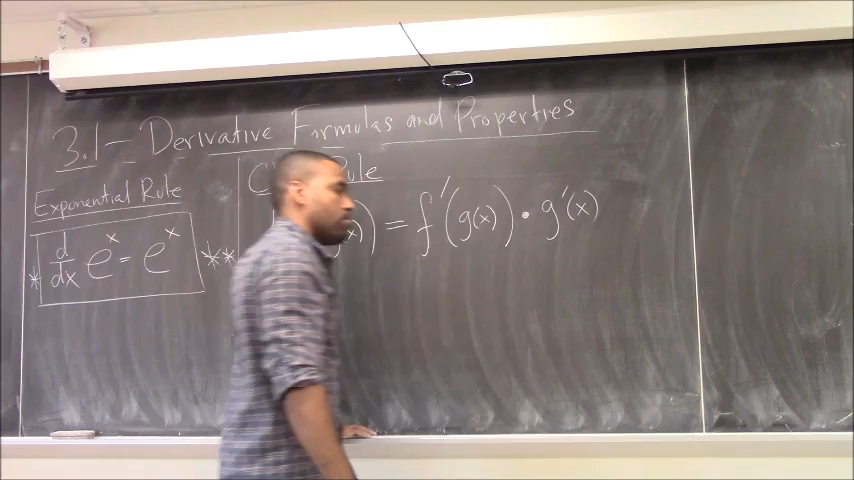 3.1 – Derivative Formulas and Properties
Exponential Rule
* d/dx e^x = e^x
Rule
** g(x)) = f'(g(x)) • g'(x)